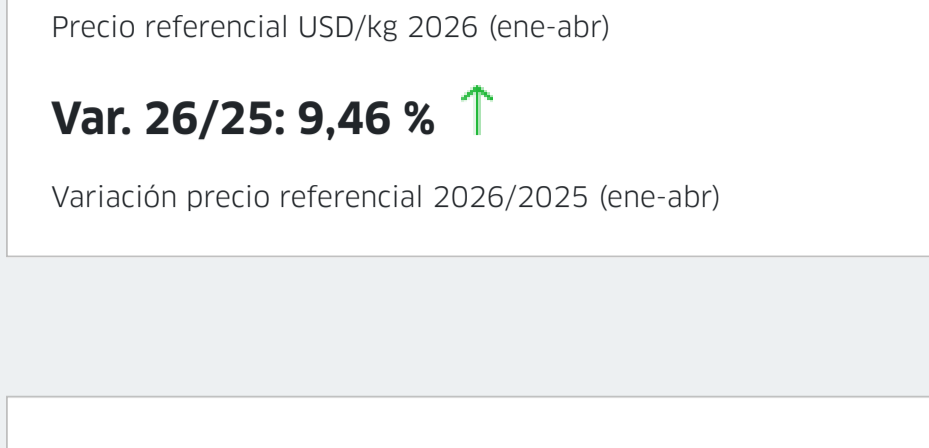 Precio referencial USD/kg 2026 (ene-abr)
Var. 26/25: 9,46 %
Variación precio referencial 2026/2025 (ene-abr)